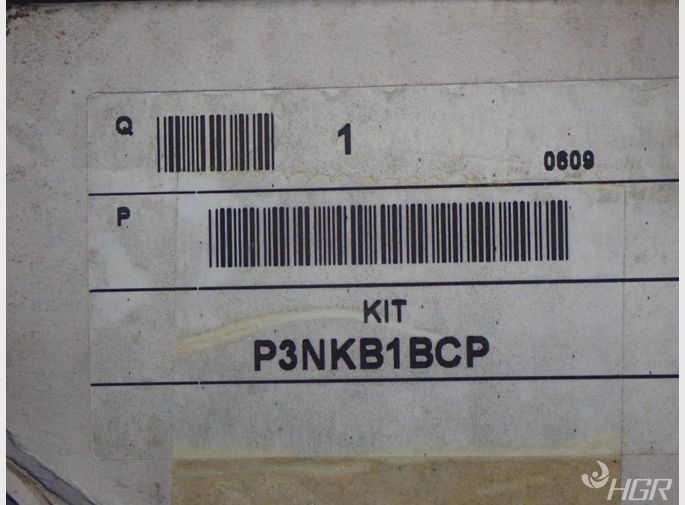 Q 1 0609
P
KIT
P3NKB1BCP
HGR